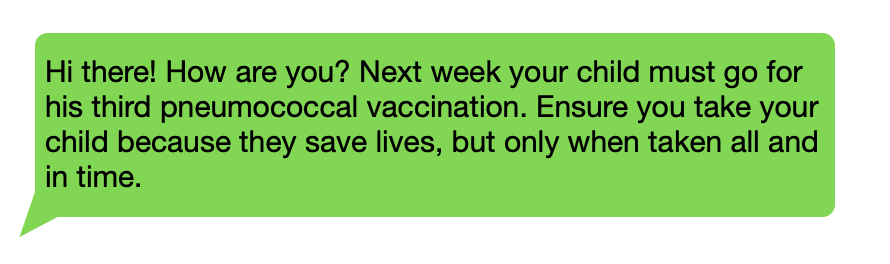 Hi there! How are you? Next week your child must go for
his third pneumococcal vaccination. Ensure you take your
child because they save lives, but only when taken all and
in time.